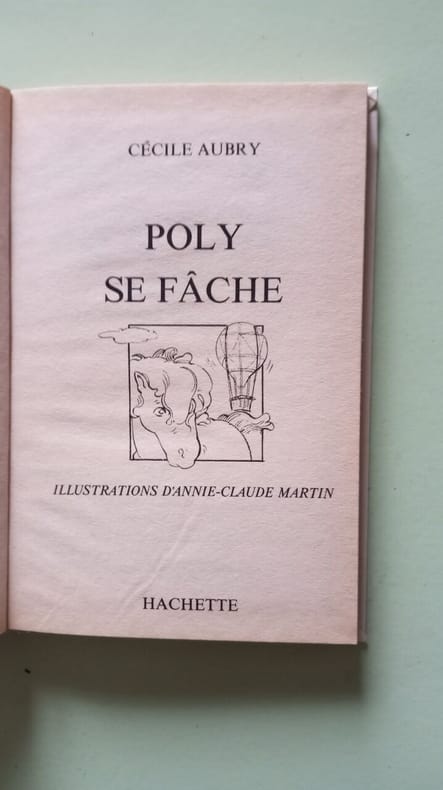 CÉCILE AUBRY
POLY
SE FÂCHE
ILLUSTRATIONS D'ANNIE-CLAUDE MARTIN
HACHETTE